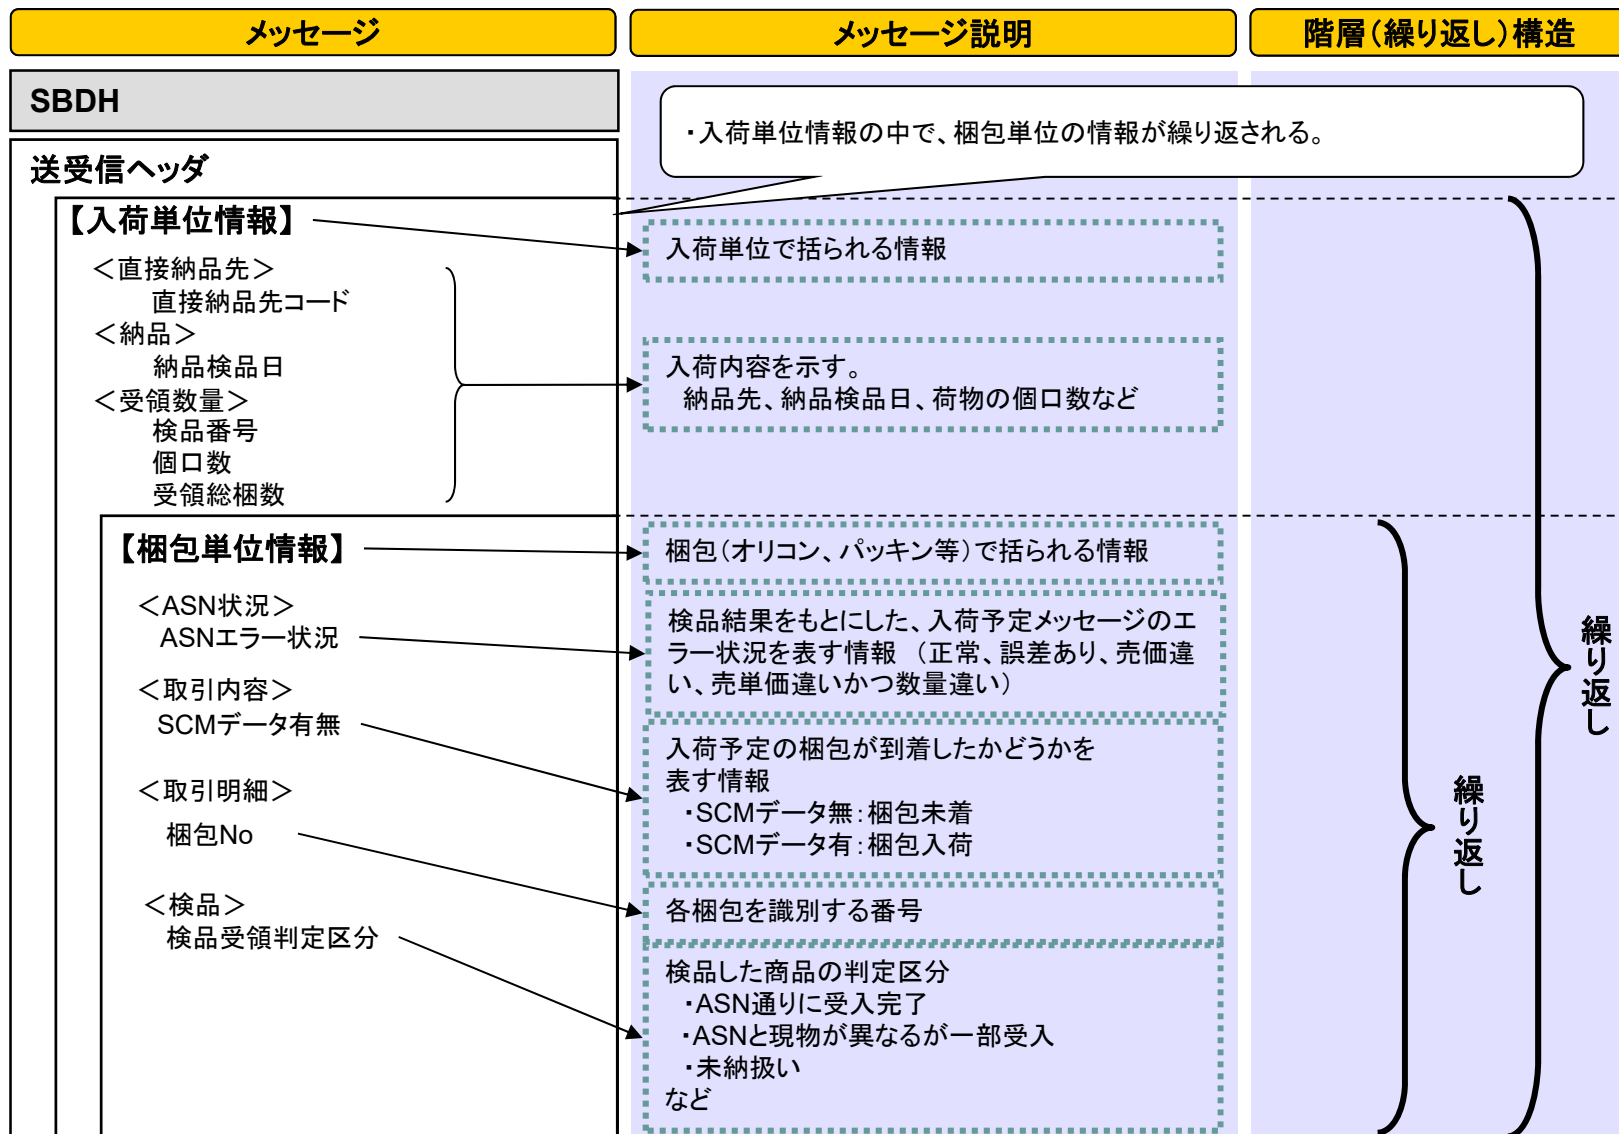 メッセージ
メッセージ説明
階層(繰り返し)構造
SBDH
・入荷単位情報の中で、梱包単位の情報が繰り返される。
送受信ヘッダ
【入荷単位情報】
入荷単位で括られる情報
＜直接納品先＞
直接納品先コード
＜納品＞
納品検品日
＜受領数量＞
検品番号
個口数
受領総梱数
入荷内容を示す。
納品先、納品検品日、荷物の個口数など
【梱包単位情報】
梱包(オリコン、パッキン等)で括られる情報
＜ASN状況＞
ASNエラー状況
検品結果をもとにした、入荷予定メッセージのエ
ラー状況を表す情報　(正常、誤差あり、売価違
い、売単価違いかつ数量違い)
＜取引内容＞
SCMデータ有無
入荷予定の梱包が到着したかどうかを
表す情報
・SCMデータ無：梱包未着
・SCMデータ有：梱包入荷
＜取引明細＞
梱包No
各梱包を識別する番号
＜検品＞
検品受領判定区分
検品した商品の判定区分
・ASN通りに受入完了
・ASNと現物が異なるが一部受入
・未納扱い
など
繰り返し
繰り返し